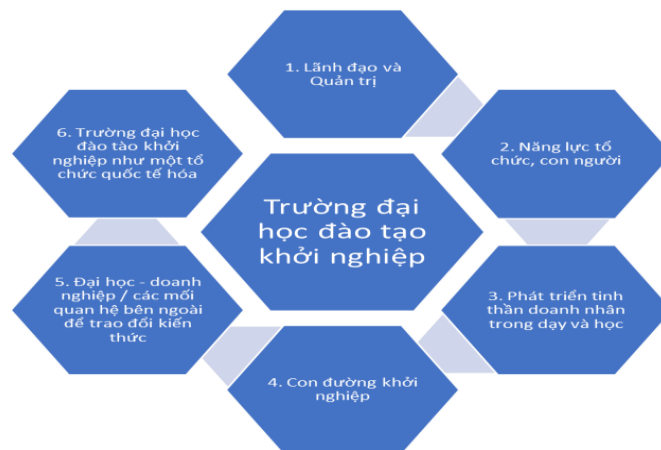 Trường đại
học đào tạo
khởi nghiệp
1. Lãnh đạo và
Quản trị
2. Năng lực tổ
chức, con người
3. Phát triển tinh
thần doanh nhân
trong dạy và học
4. Con đường khởi
nghiệp
5. Đại học - doanh
nghiệp / các mối
quan hệ bên ngoài
để trao đổi kiến
thức
6. Trường đại học
đào tào khởi
nghiệp như một tổ
chức quốc tế hóa